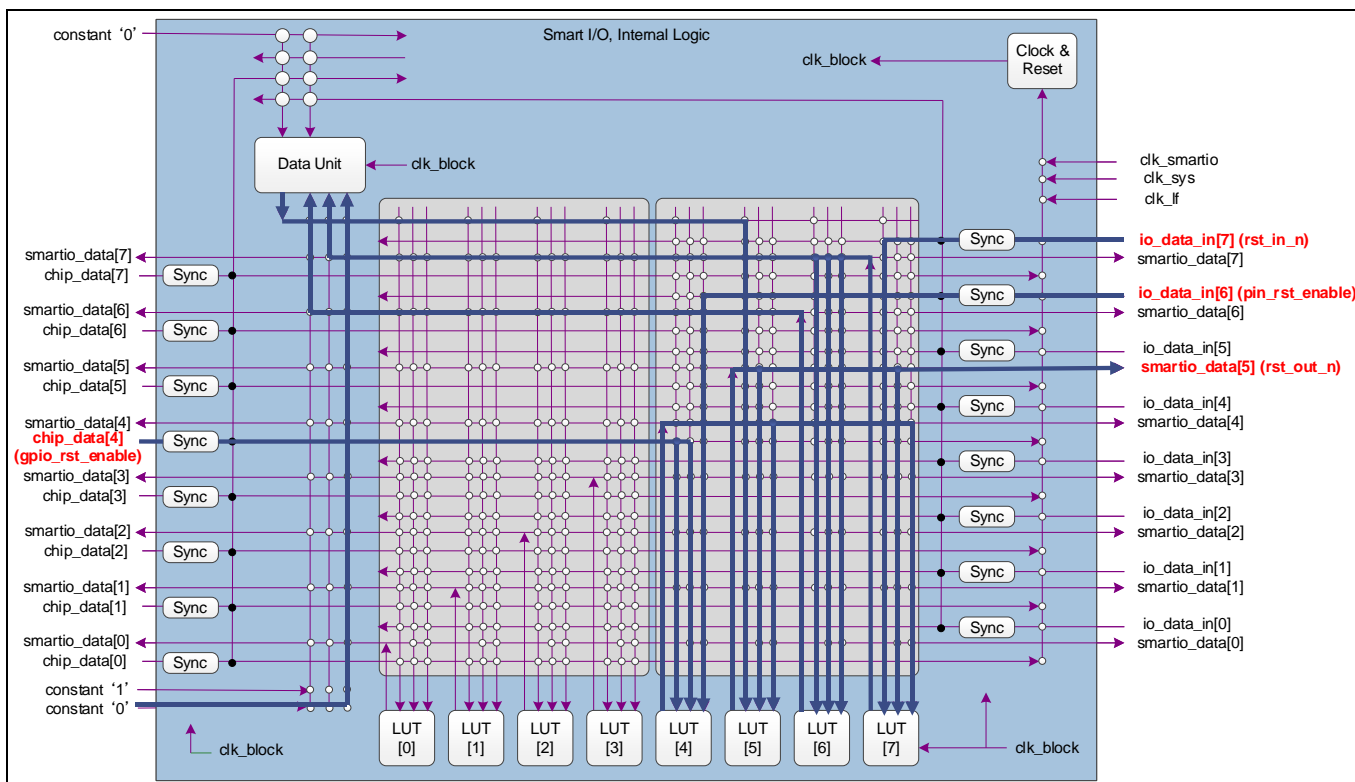 constant ‘0’
Smart I/O, Internal Logic
clk_block
Clock &
Reset
Data Unit
clk_block
clk_smartio
clk_sys
clk_lf
smartio_data[7]
chip_data[7]
Sync
smartio_data[6]
chip_data[6]
Sync
smartio_data[5]
chip_data[5]
Sync
smartio_data[4]
chip_data[4]
(gpio_rst_enable)
Sync
smartio_data[3]
chip_data[3]
Sync
smartio_data[2]
chip_data[2]
Sync
smartio_data[1]
chip_data[1]
Sync
smartio_data[0]
chip_data[0]
Sync
constant ‘1’
constant ‘0’
Sync
io_data_in[7] (rst_in_n)
smartio_data[7]
Sync
io_data_in[6] (pin_rst_enable)
smartio_data[6]
Sync
io_data_in[5]
smartio_data[5] (rst_out_n)
Sync
io_data_in[4]
smartio_data[4]
Sync
io_data_in[3]
smartio_data[3]
Sync
io_data_in[2]
smartio_data[2]
Sync
io_data_in[1]
smartio_data[1]
Sync
io_data_in[0]
smartio_data[0]
clk_block
LUT
[0]
LUT
[1]
LUT
[2]
LUT
[3]
LUT
[4]
LUT
[5]
LUT
[6]
LUT
[7]
clk_block